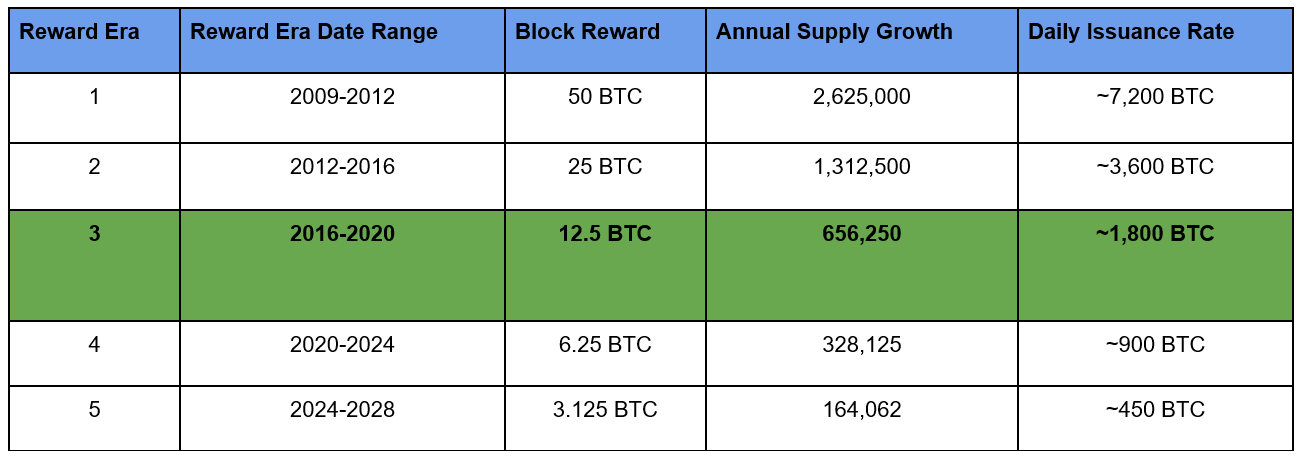 Reward Era Reward Era Date Range Block Reward Annual Supply Growth Daily Issuance Rate
1 2009-2012 50 BTC 2,625,000 ~7,200 BTC
2 2012-2016 25 BTC 1,312,500 ~3,600 BTC
3 2016-2020 12.5 BTC 656,250 ~1,800 BTC
4 2020-2024 6.25 BTC 328,125 ~900 BTC
5 2024-2028 3.125 BTC 164,062 ~450 BTC